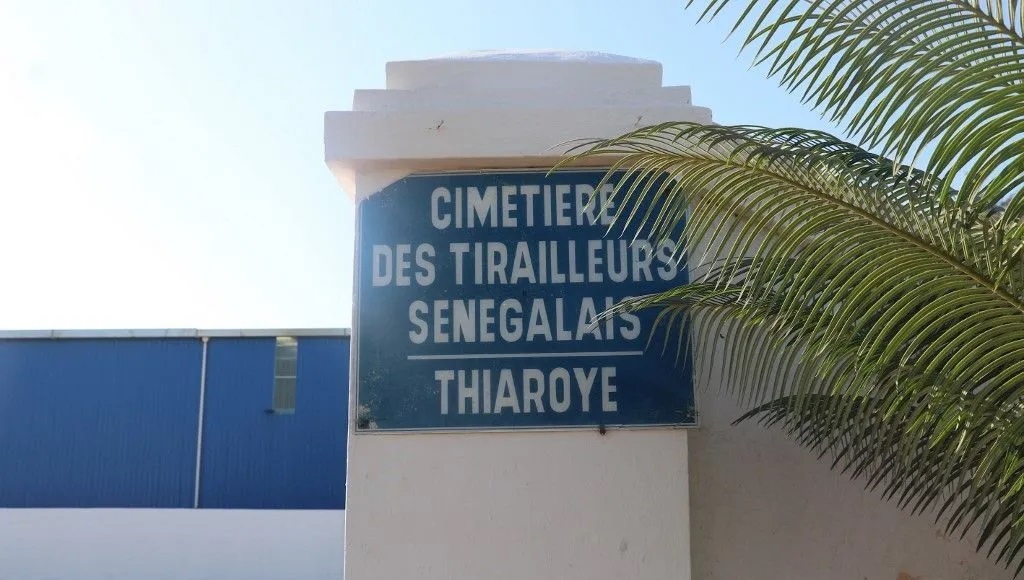 CIMETIERE
DES TIRAILLEURS
SENEGALAIS
THIAROYE